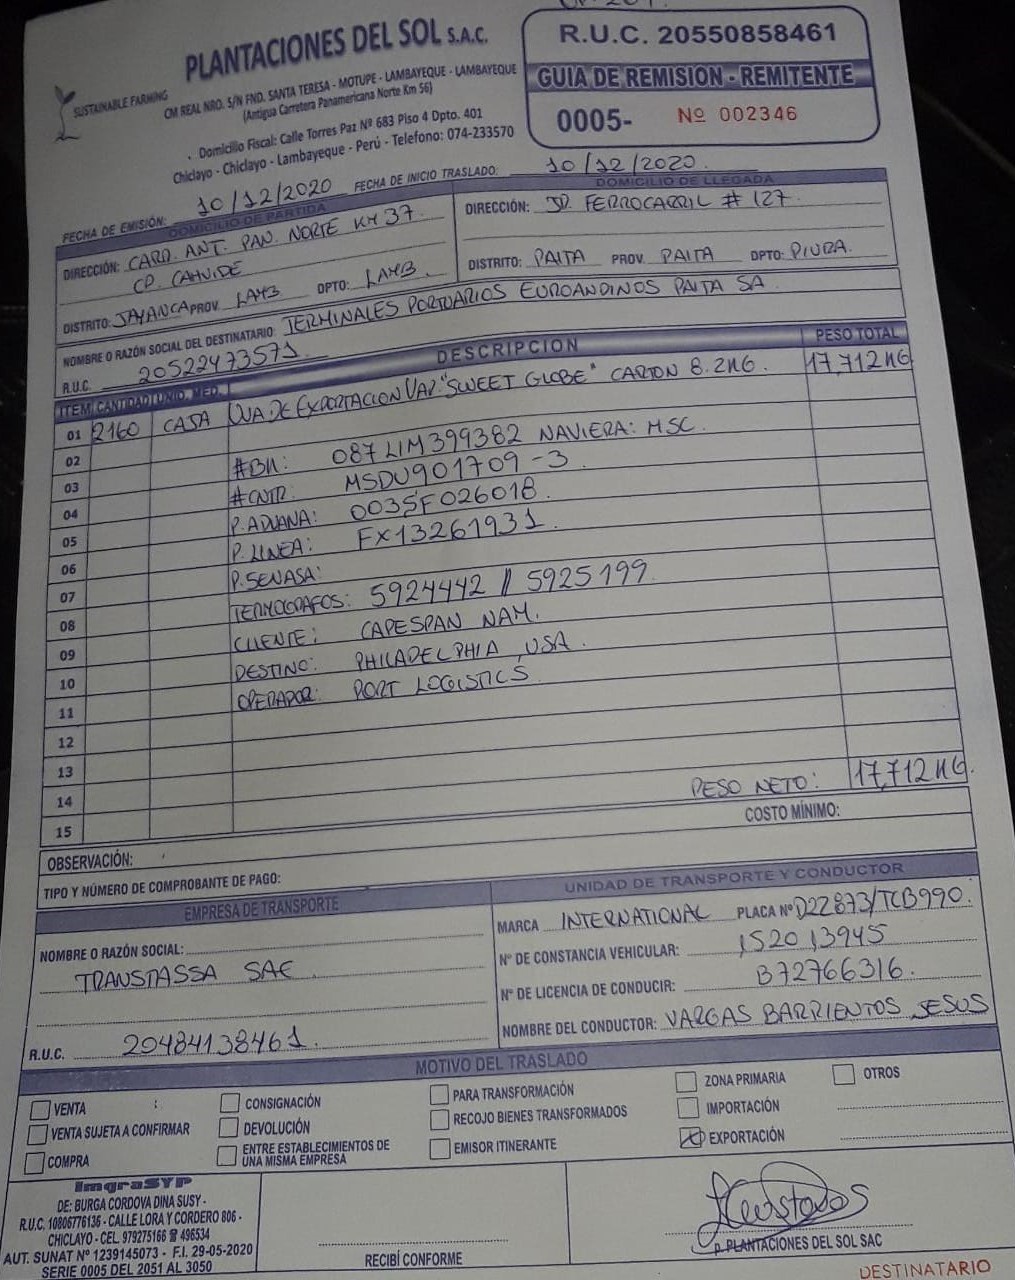 PLANTACIONES DEL SOL S.A.C.
SUSTAINABLE FARMING
CM REAL NRO. S/N FND. SANTA TERESA - MOTUPE - LAMBAYEQUE - LAMBAYEQUE
(Antigua Carretera Panamericana Norte Km 56)
. Domicilio Fiscal: Calle Torres Paz Nº 683 Piso 4 Dpto. 401
Chiclayo - Chiclayo - Lambayeque - Perú - Telefono: 074-233570
R.U.C. 20550858461
GUIA DE REMISION - REMITENTE
0005- Nº 002346
FECHA DE EMISIÓN: 10/12/2020 FECHA DE INICIO TRASLADO: 10/12/2020.
DOMICILIO DE PARTIDA
DIRECCIÓN: CARR. ANT. PAN. NORTE KM 37.
CP. CAHUIDE
DISTRITO: JAYANCA PROV. LAMB DPTO: LAMB.
DOMICILIO DE LLEGADA
DIRECCIÓN: JR. FERROCARRIL # 127.
DISTRITO: PAITA PROV. PAITA DPTO: PIURA.
NOMBRE O RAZÓN SOCIAL DEL DESTINATARIO: TERMINALES PORTUARIOS EUROANDINOS PAITA SA
R.U.C. 20522473571.
ITEM CANTIDAD UNID. MED. DESCRIPCION PESO TOTAL
01 2160 CAJA UVA DE EXPORTACION VAR "SWEET GLOBE" CARTON 8.2KG. 17,712KG
02
03 #BK: 087LIM399382 NAVIERA: MSC.
04 #CNTR: MSDU901709-3
05 P. ADUANA: 003SF026018.
06 P. LINEA: FX13261931.
07 P. SENASA:
08 TERMOGRAFOS: 5924442 // 5925199
09 CLIENTE: CAPESPAN NAM.
10 DESTINO: PHILADELPHIA, USA.
11 OPERADOR: PORT LOGISTICS
12
13
14 PESO NETO: 17,712KG.
15 COSTO MÍNIMO:
OBSERVACIÓN:
TIPO Y NÚMERO DE COMPROBANTE DE PAGO:
EMPRESA DE TRANSPORTE
NOMBRE O RAZÓN SOCIAL:
TRANSTASSA SAC
R.U.C. 20484138461.
UNIDAD DE TRANSPORTE Y CONDUCTOR
MARCA INTERNATIONAL PLACA Nº D2Z873/TCB990.
N° DE CONSTANCIA VEHICULAR: 152013945
N° DE LICENCIA DE CONDUCIR: B72766316.
NOMBRE DEL CONDUCTOR: VARGAS BARRIENTOS JESUS
MOTIVO DEL TRASLADO
VENTA CONSIGNACIÓN PARA TRANSFORMACIÓN ZONA PRIMARIA OTROS
VENTA SUJETA A CONFIRMAR DEVOLUCIÓN RECOJO BIENES TRANSFORMADOS IMPORTACIÓN
COMPRA ENTRE ESTABLECIMIENTOS DE UNA MISMA EMPRESA EMISOR ITINERANTE X EXPORTACIÓN
ImgraSYP
DE: BURGA CORDOVA DINA SUSY -
R.U.C. 10806776136 - CALLE LORA Y CORDERO 806 -
CHICLAYO - CEL 979275166 ☎ 496534
AUT. SUNAT Nº 1239145073 - F.I. 29-05-2020
SERIE 0005 DEL 2051 AL 3050
RECIBÍ CONFORME
P. PLANTACIONES DEL SOL SAC
DESTINATARIO